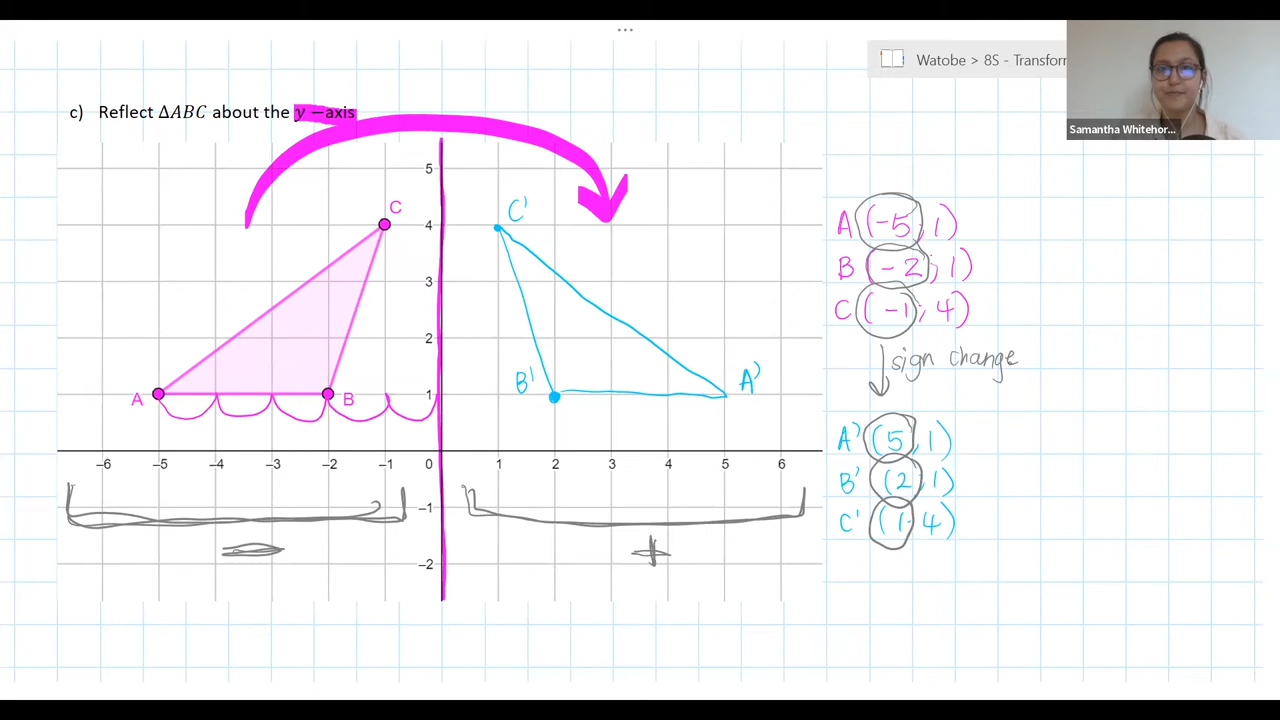 Watobe > 8S - Transforr
Samantha Whitehor...
c) Reflect ΔABC about the y −axis
5
C
C'
4
3
2
A
B
1
B'
A'
−6 −5 −4 −3 −2 −1 0 1 2 3 4 5 6
−1
−2
−
+
A (-5, 1)
B (-2; 1)
C (-1; 4)
sign change
A' (5, 1)
B' (2, 1)
C' (1; 4)